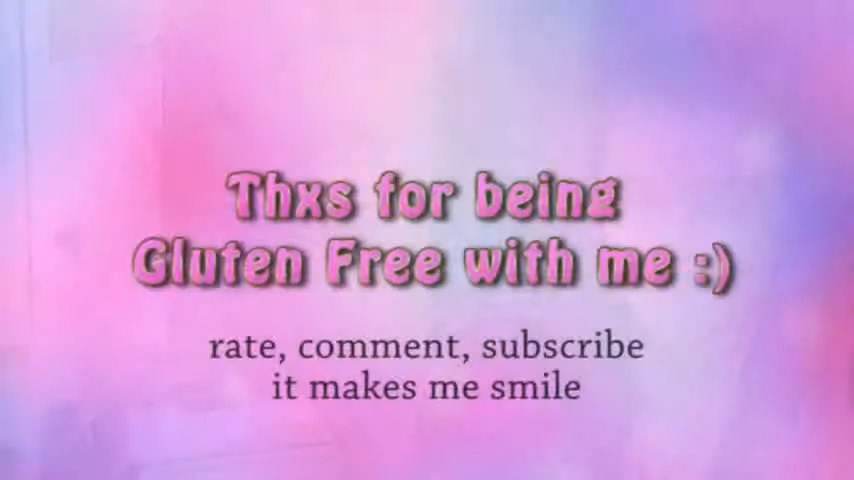 Thxs for being
Gluten Free with me :)
rate, comment, subscribe
it makes me smile